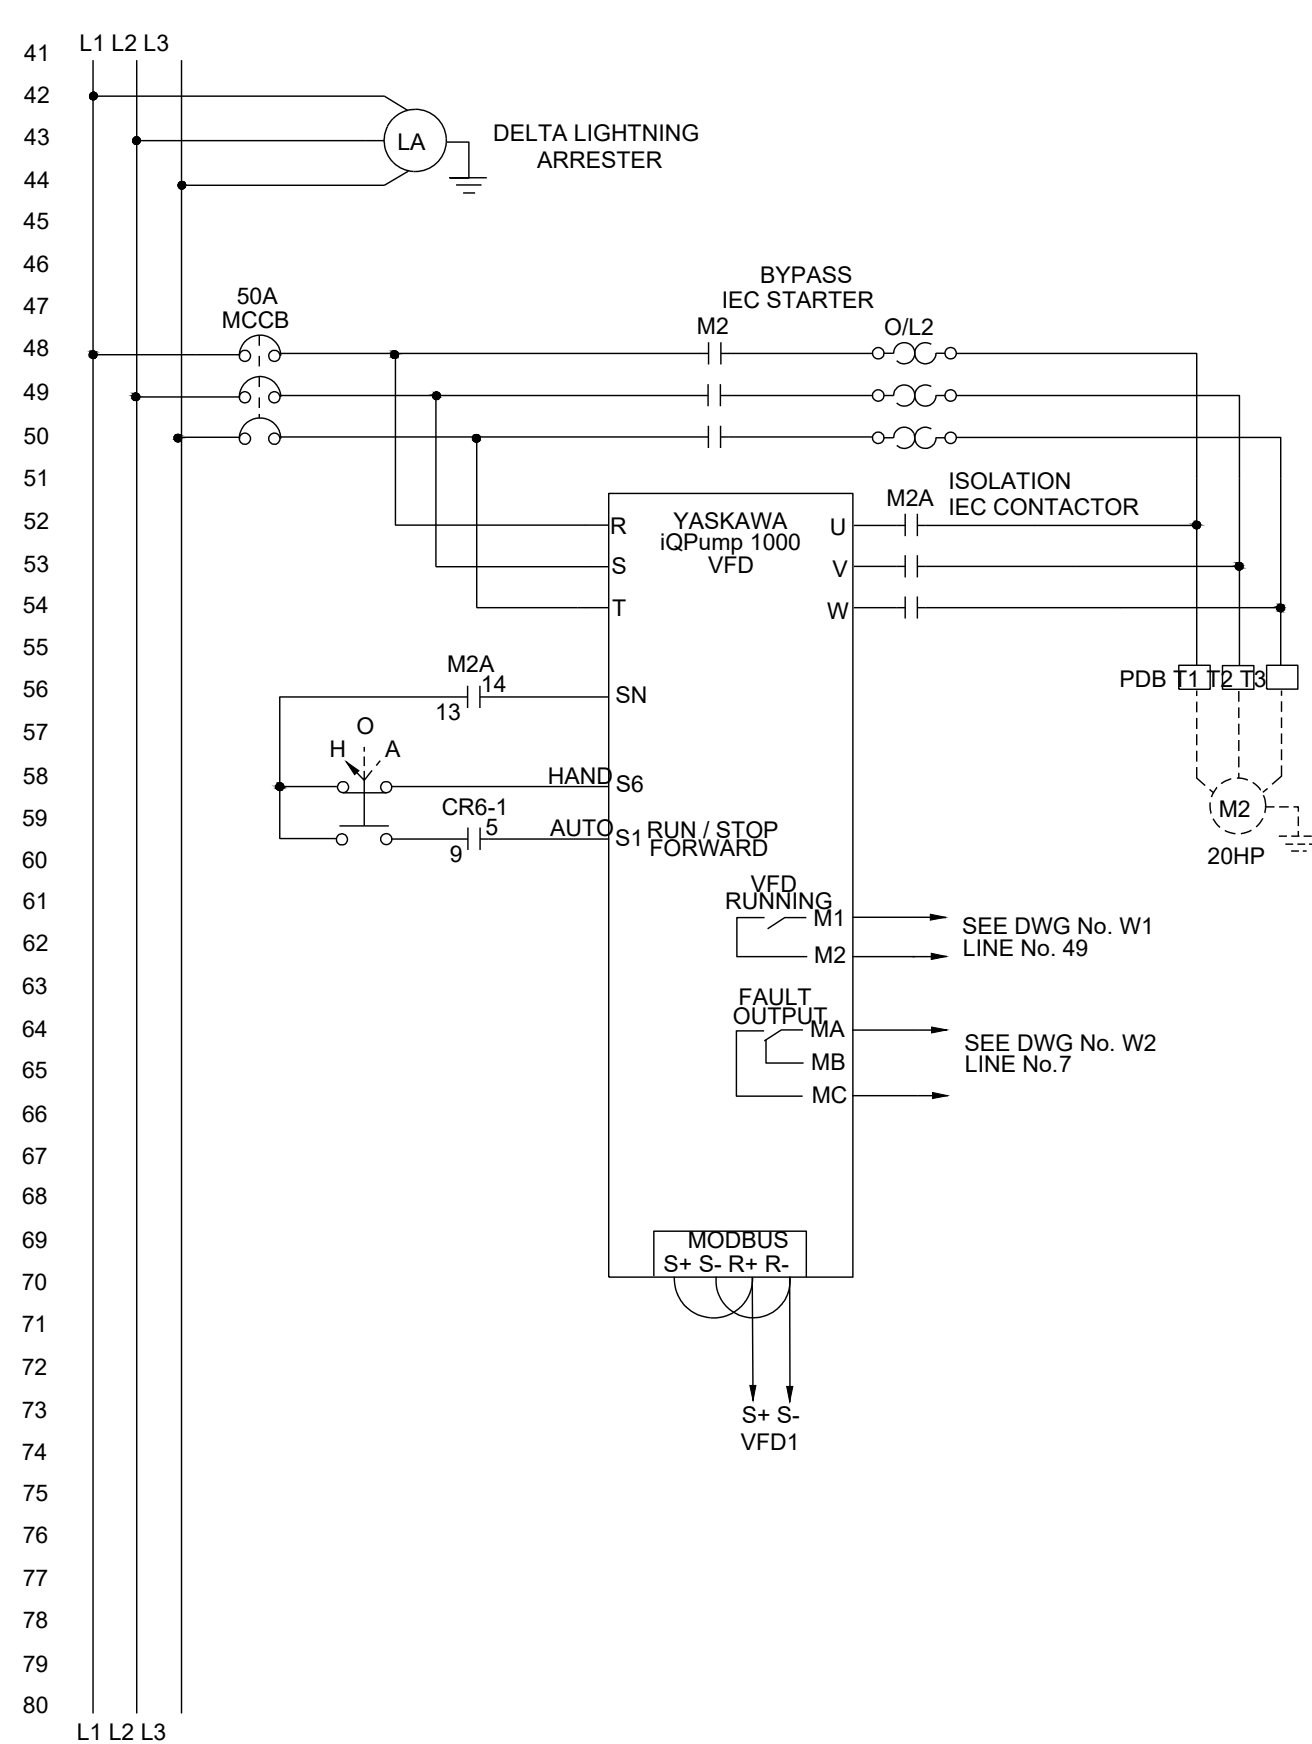 41 L1 L2 L3
42
43 LA DELTA LIGHTNING
ARRESTER
44
45
46
BYPASS
IEC STARTER
47 50A
MCCB
M2 O/L2
48
49
50
51 ISOLATION
IEC CONTACTOR
M2A
52 R YASKAWA
iQPump 1000
VFD U
53 S V
54 T W
55
M2A
56 13 14 SN
PDB T1 T2 T3
57 O
H A
58 HAND S6
59 CR6-1
9 5 AUTO S1 RUN / STOP
FORWARD
M2
60 20HP
61 VFD
RUNNING
M1 SEE DWG No. W1
LINE No. 49
62 M2
63 FAULT
OUTPUT
64 MA SEE DWG No. W2
LINE No.7
65 MB
66 MC
67
68
69 MODBUS
S+ S- R+ R-
70
71
72
73 S+ S-
VFD1
74
75
76
77
78
79
80
L1 L2 L3